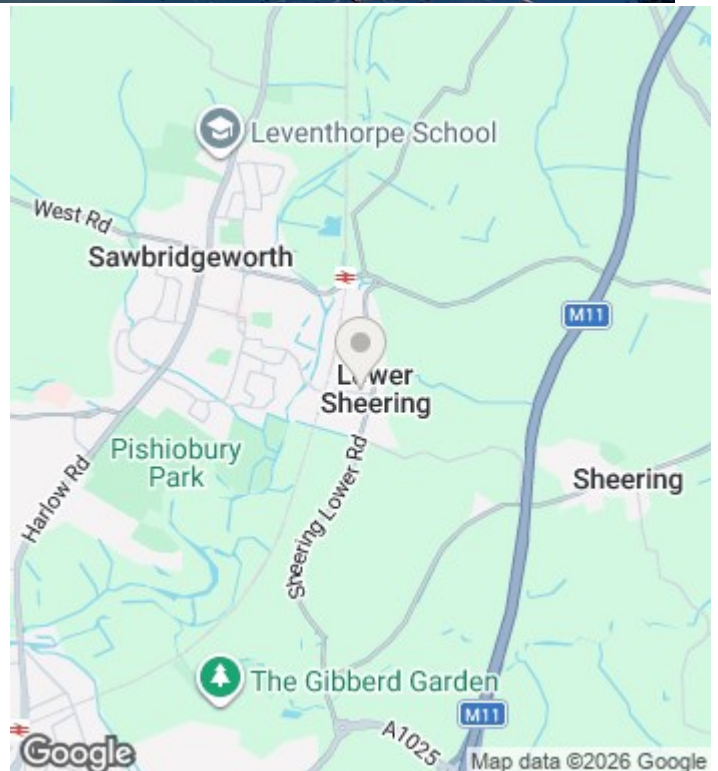 Leventhorpe School
West Rd
Sawbridgeworth
M11
Lower
Sheering
Pishiobury
Park
Sheering
Harlow Rd
Sheering Lower Rd
The Gibberd Garden
M11
A1025
Google
Map data ©2026 Google